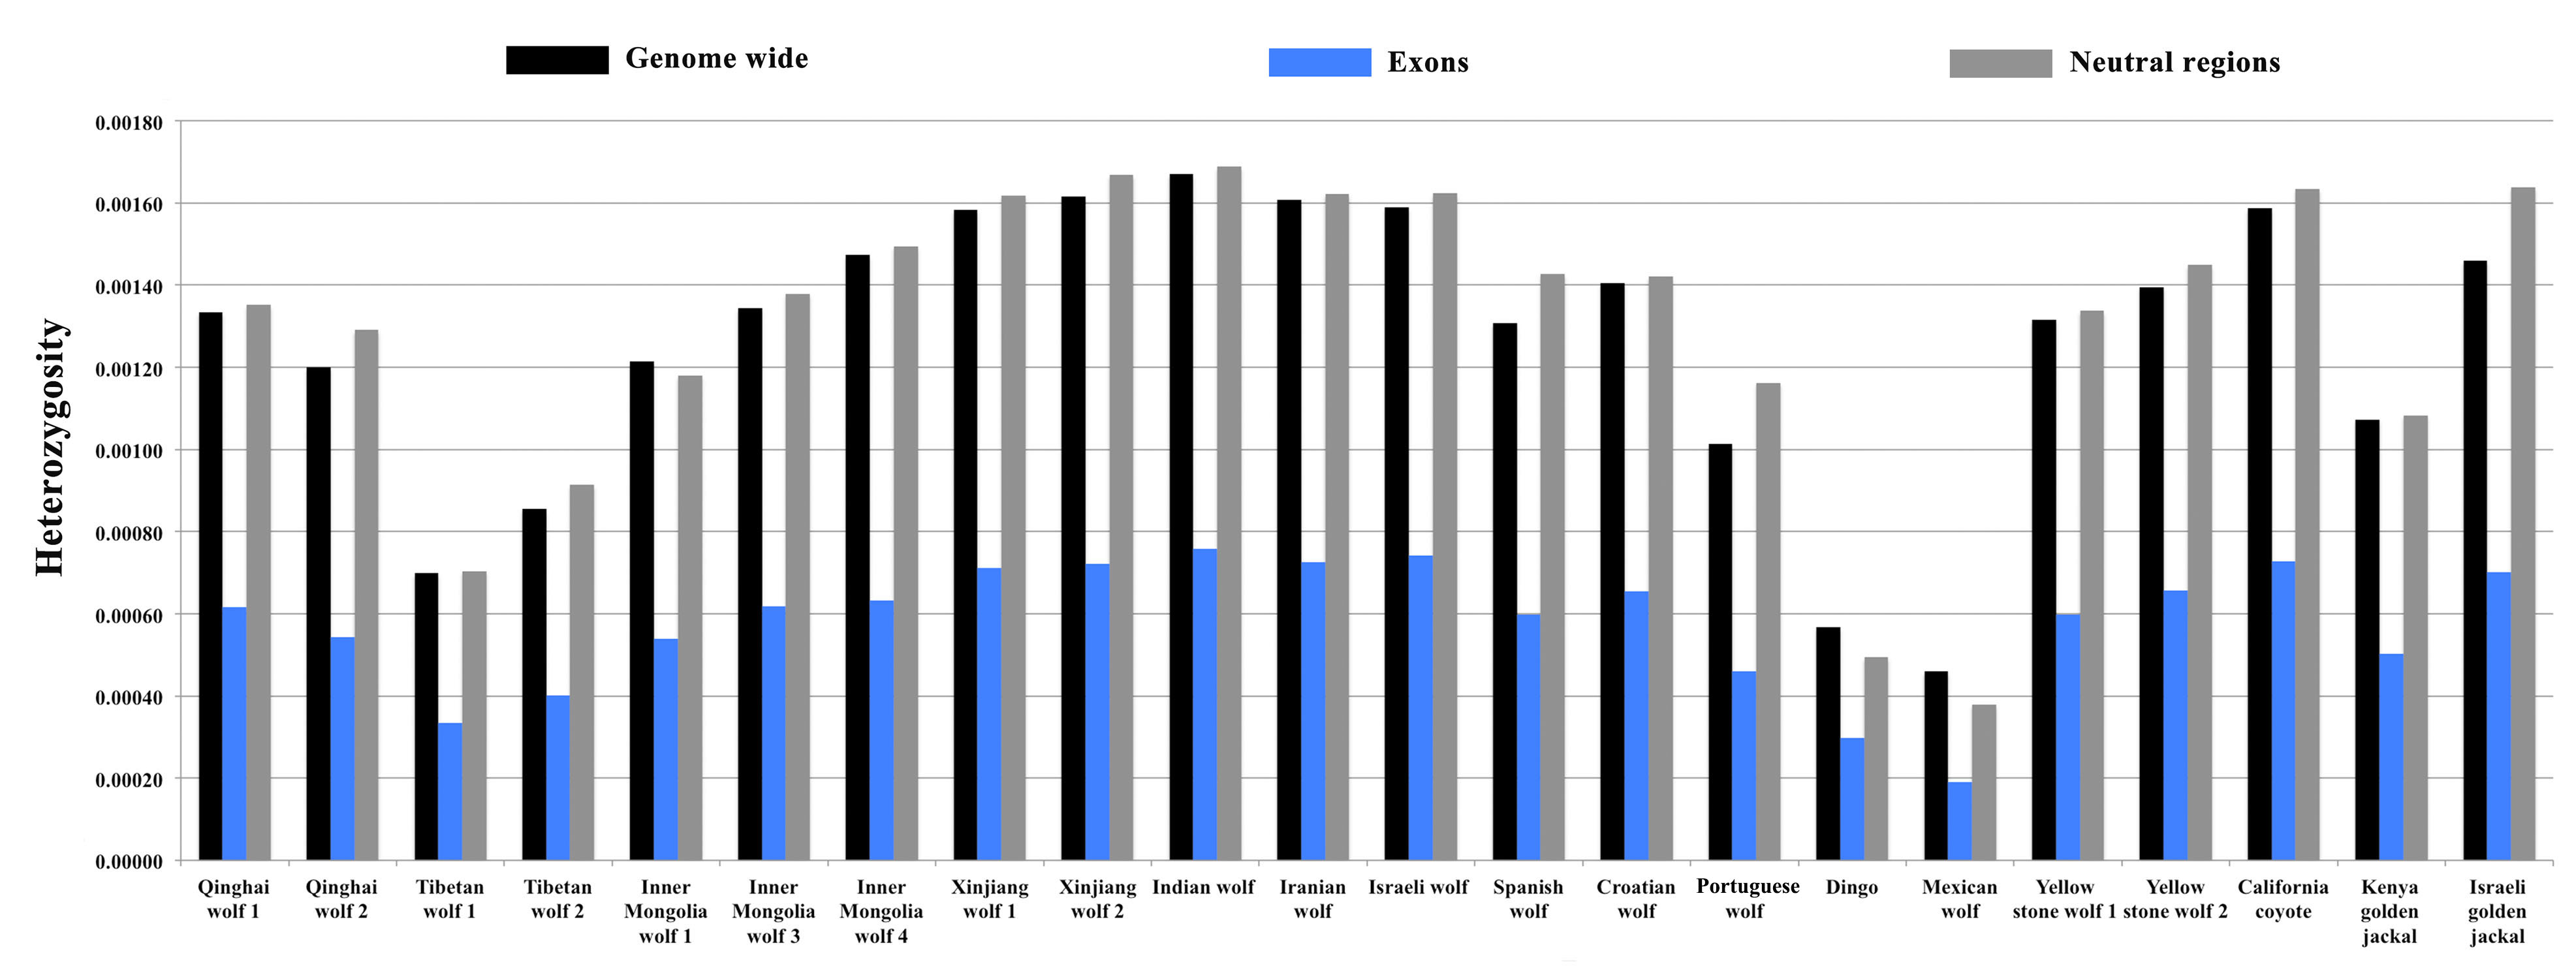 Genome wide
Exons
Neutral regions
Heterozygosity
0.00180
0.00160
0.00140
0.00120
0.00100
0.00080
0.00060
0.00040
0.00020
0.00000
Qinghai
wolf 1
Qinghai
wolf 2
Tibetan
wolf 1
Tibetan
wolf 2
Inner
Mongolia
wolf 1
Inner
Mongolia
wolf 3
Inner
Mongolia
wolf 4
Xinjiang
wolf 1
Xinjiang
wolf 2
Indian wolf
Iranian
wolf
Israeli wolf
Spanish
wolf
Croatian
wolf
Portuguese
wolf
Dingo
Mexican
wolf
Yellow
stone wolf 1
Yellow
stone wolf 2
California
coyote
Kenya
golden
jackal
Israeli
golden
jackal